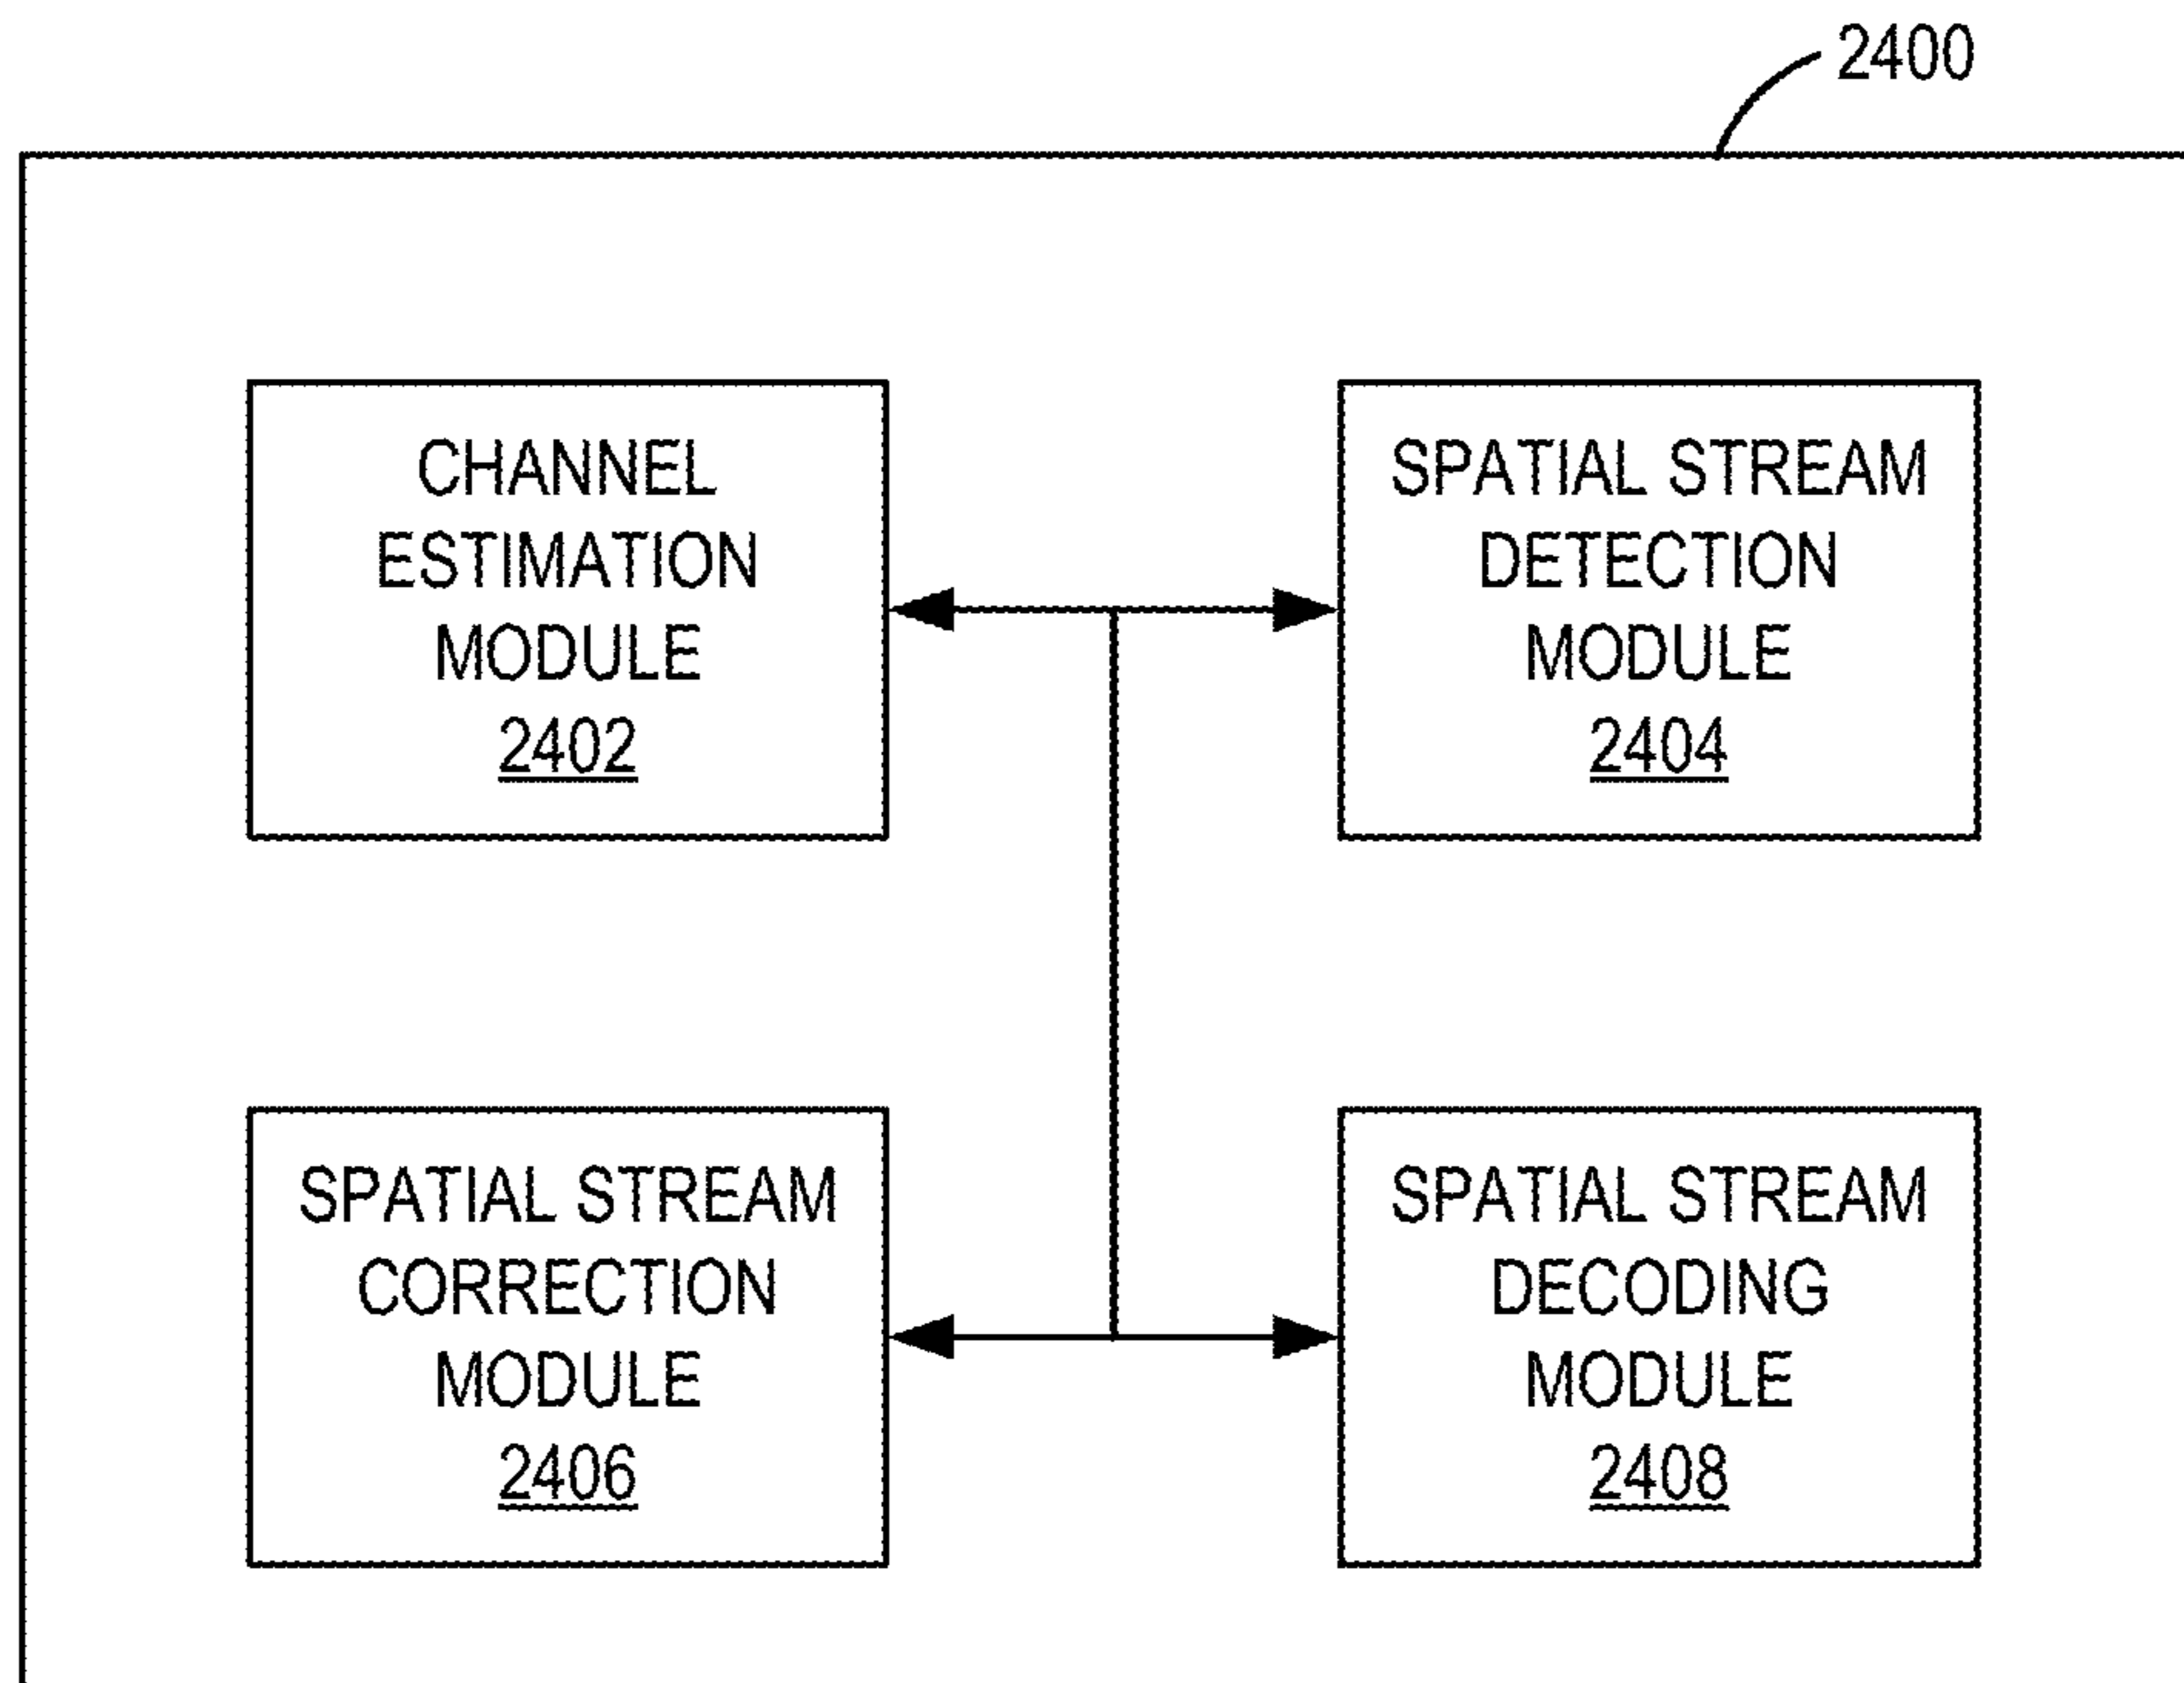 2400
CHANNEL
ESTIMATION
MODULE
2402
SPATIAL STREAM
DETECTION
MODULE
2404
SPATIAL STREAM
CORRECTION
MODULE
2406
SPATIAL STREAM
DECODING
MODULE
2408